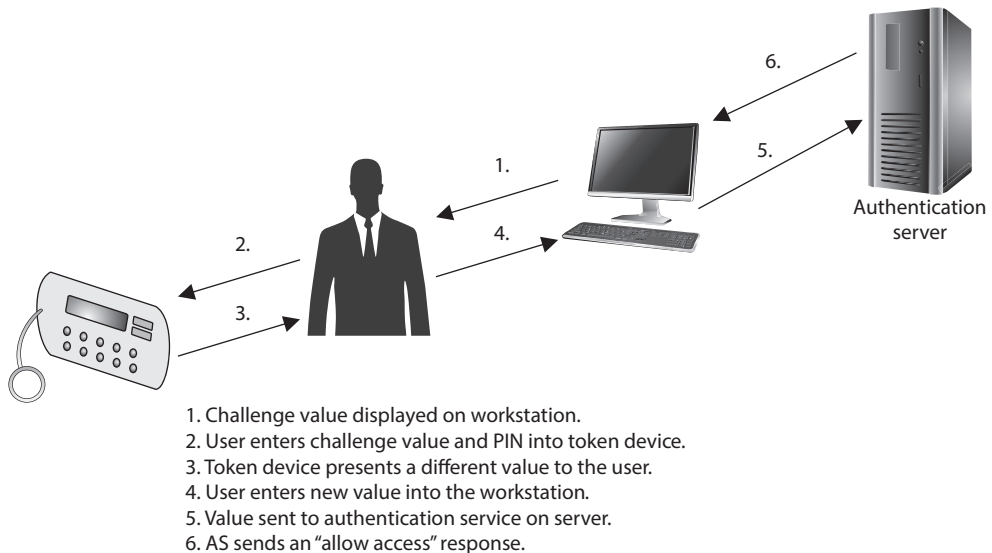 6.
5.
1.
Authentication
server
4.
2.
3.
1. Challenge value displayed on workstation.
2. User enters challenge value and PIN into token device.
3. Token device presents a different value to the user.
4. User enters new value into the workstation.
5. Value sent to authentication service on server.
6. AS sends an “allow access” response.